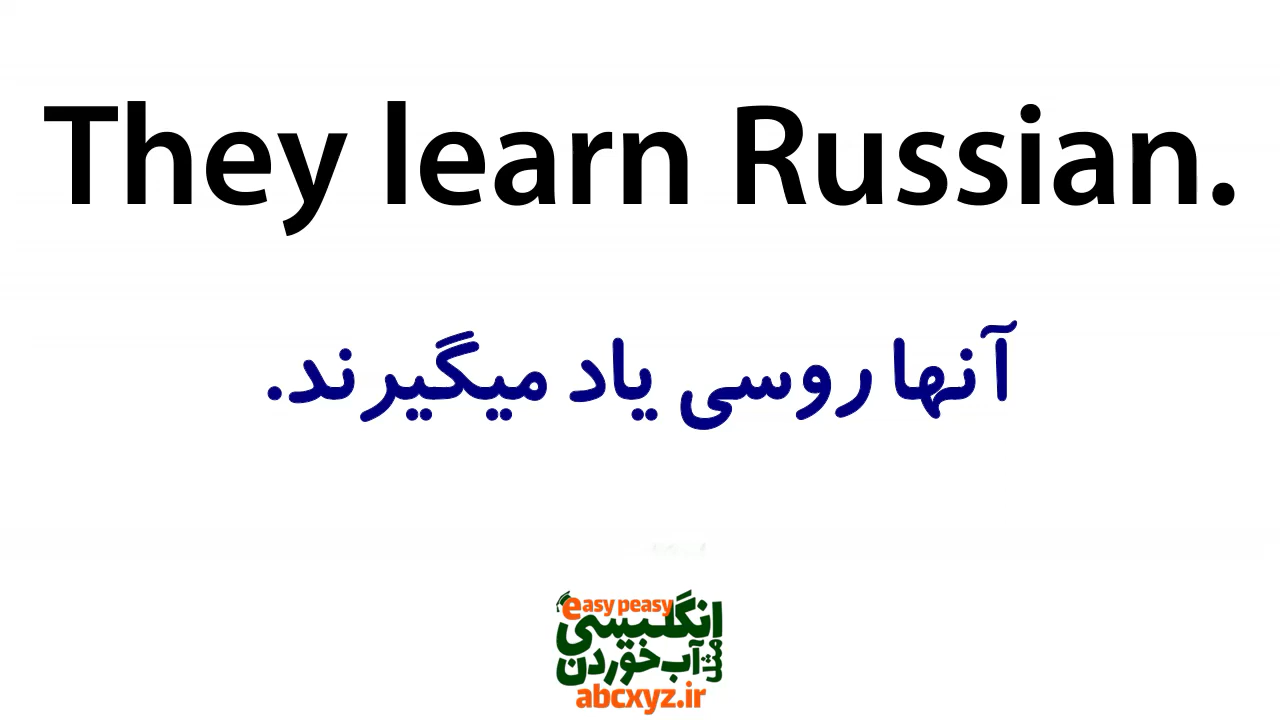 They learn Russian.
آنها روسی یاد میگیرند.
easy peasy
انگلیسی
مثل آب خوردن
abcxyz.ir